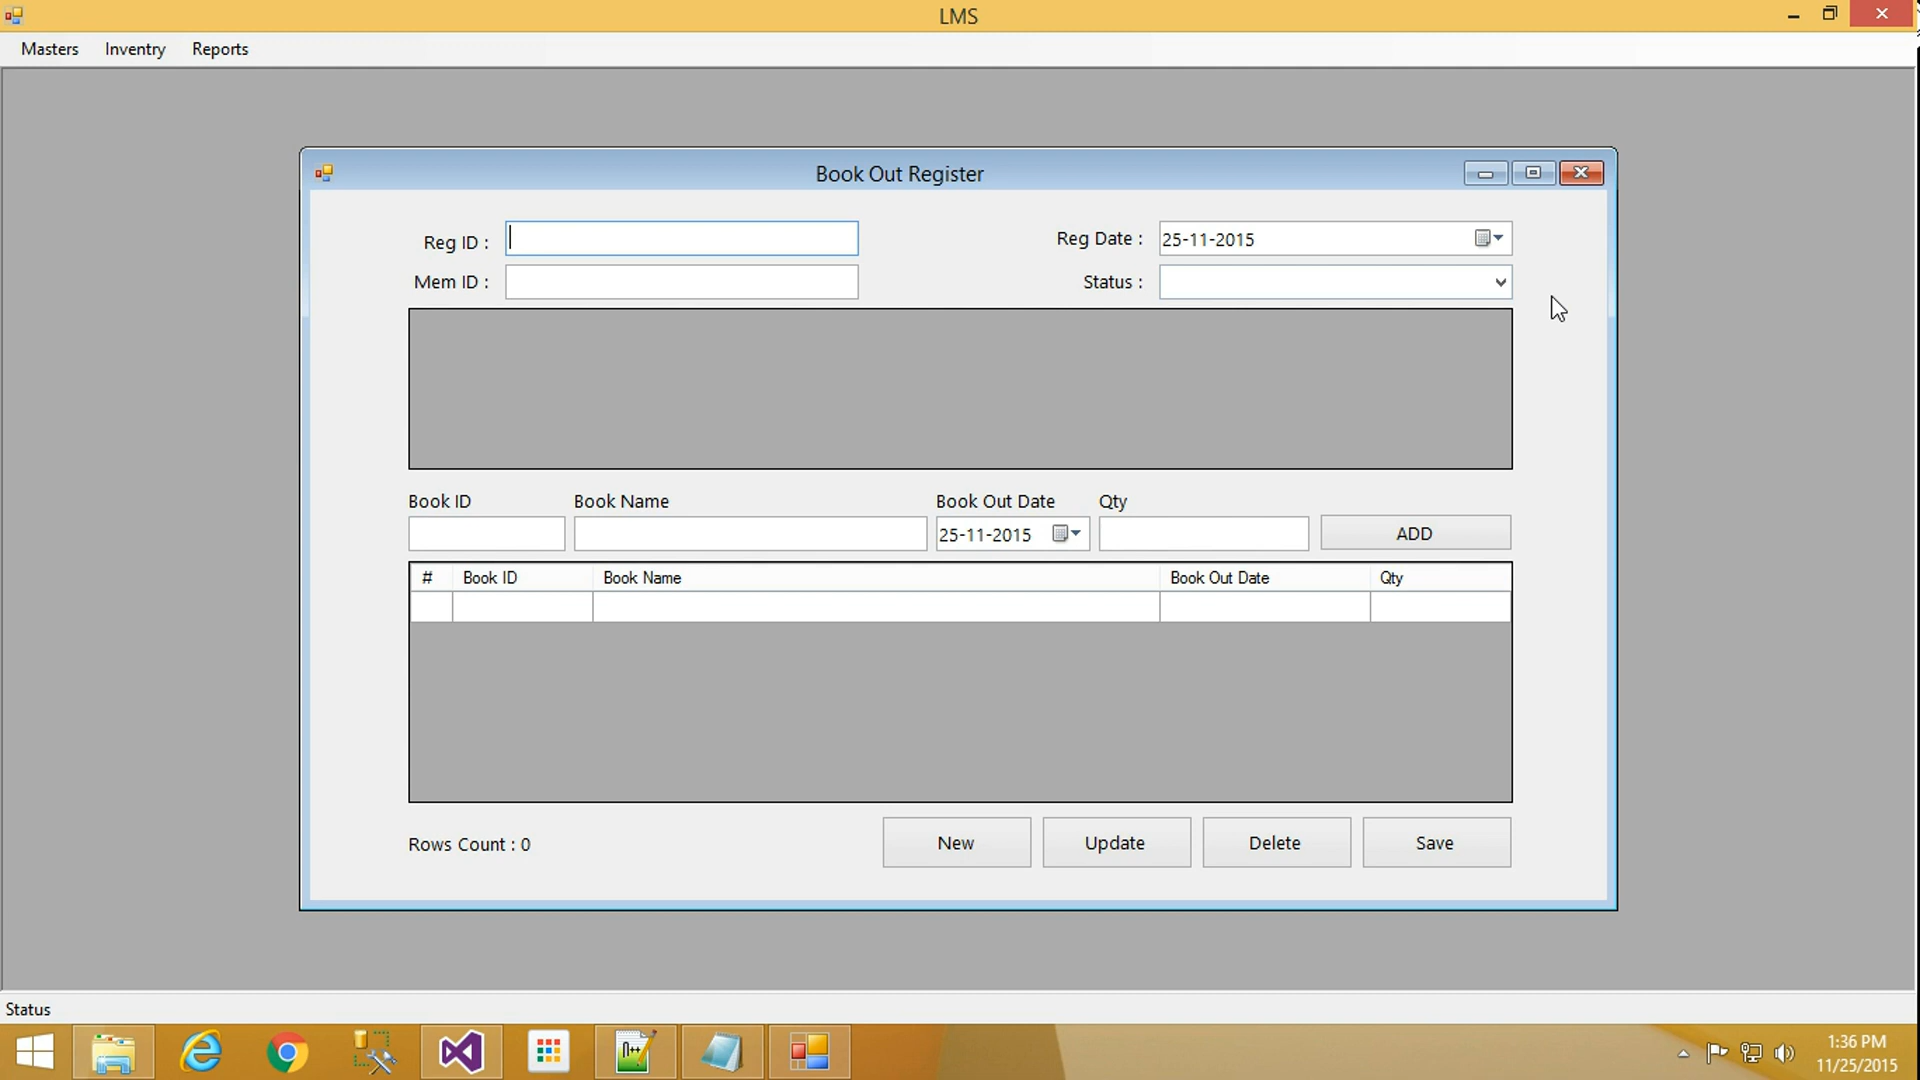 LMS
Masters Inventry Reports
Book Out Register
Reg ID : Reg Date : 25-11-2015
Mem ID : Status :
Book ID Book Name Book Out Date Qty
25-11-2015 ADD
# Book ID Book Name Book Out Date Qty
Rows Count : 0 New Update Delete Save
Status
1:36 PM
11/25/2015